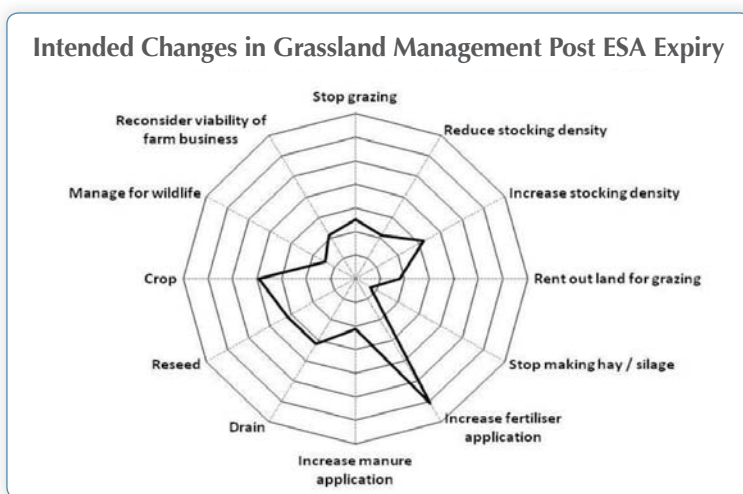 Intended Changes in Grassland Management Post ESA Expiry
Stop grazing
Reduce stocking density
Increase stocking density
Rent out land for grazing
Stop making hay / silage
Increase fertiliser
application
Increase manure
application
Drain
Reseed
Crop
Manage for wildlife
Reconsider viability of
farm business